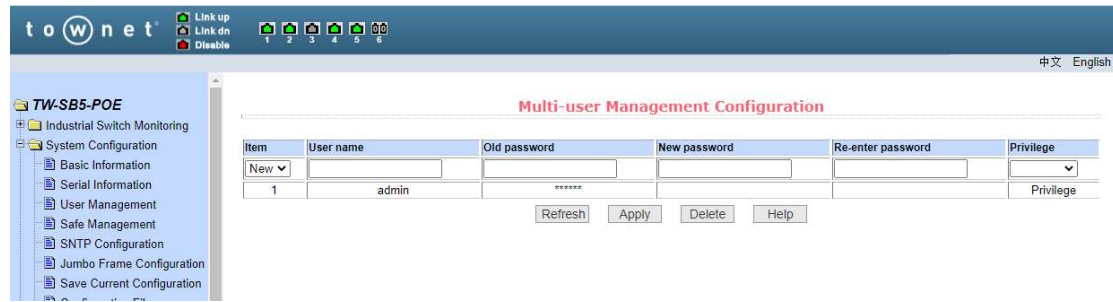 townet® Link up
Link dn
Disable
1 2 3 4 5 6
中文 English
TW-SB5-POE
Industrial Switch Monitoring
System Configuration
Basic Information
Serial Information
User Management
Safe Management
SNTP Configuration
Jumbo Frame Configuration
Save Current Configuration
Multi-user Management Configuration
Item User name Old password New password Re-enter password Privilege
New
1 admin ****** Privilege
Refresh Apply Delete Help